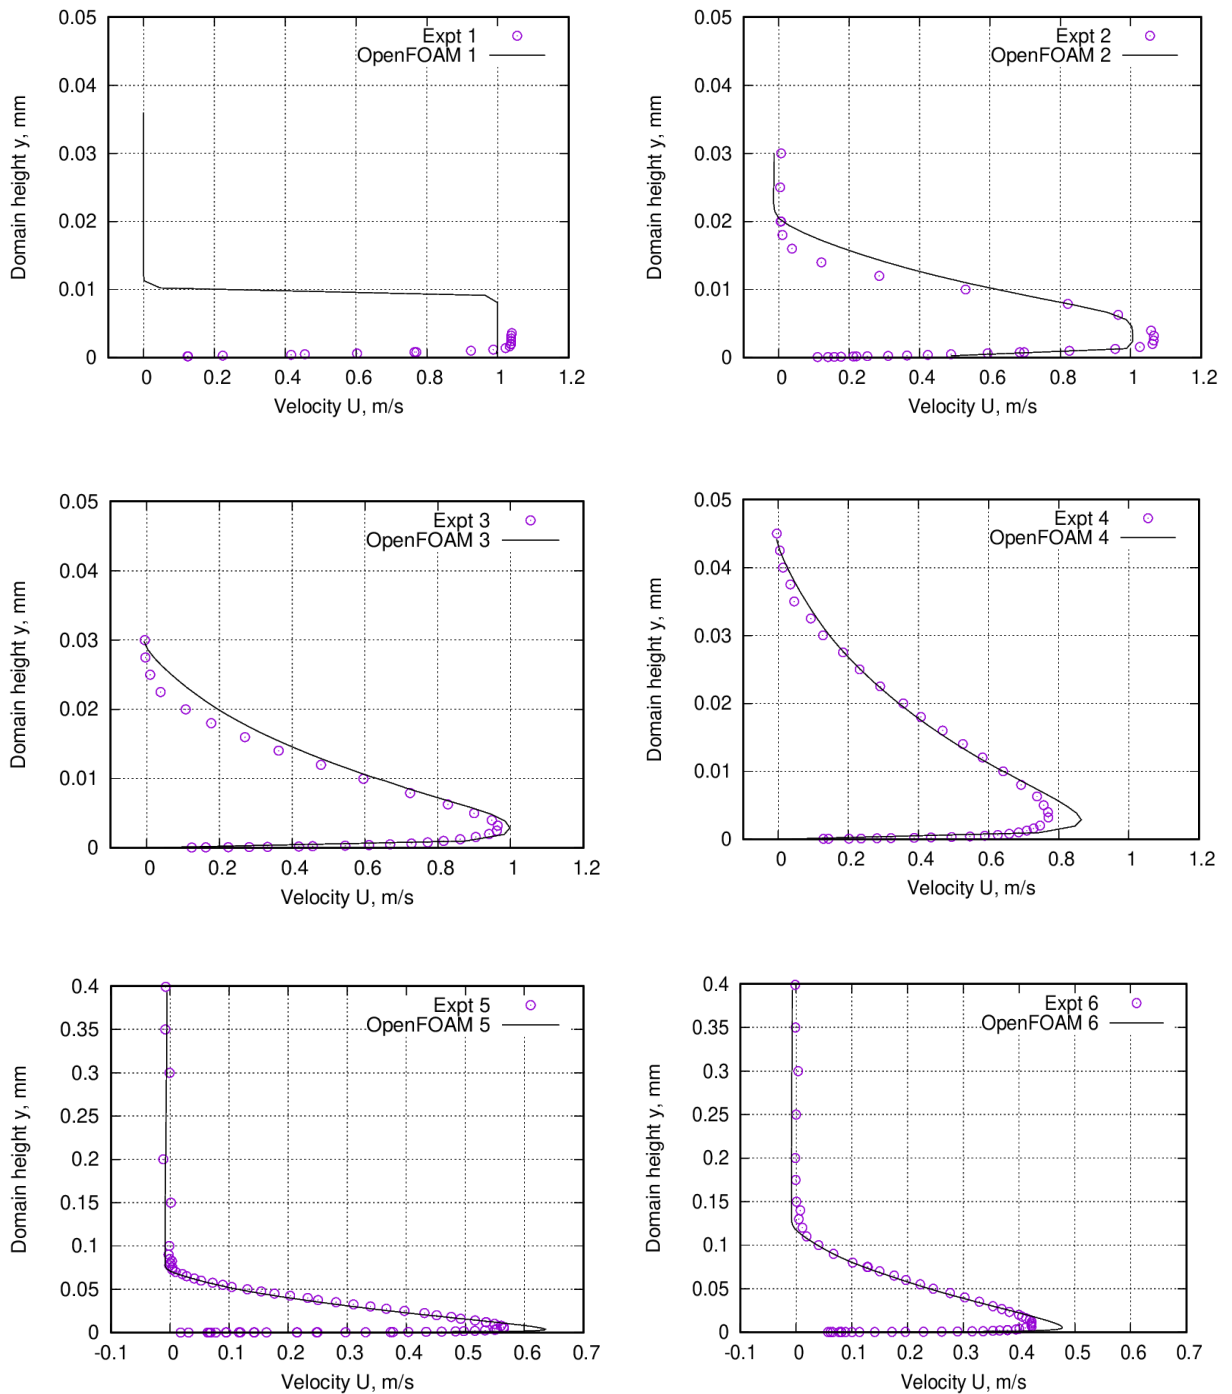 0.05
0.04
0.03
0.02
0.01
0
Domain height y, mm
Expt 1
OpenFOAM 1
0 0.2 0.4 0.6 0.8 1 1.2
Velocity U, m/s
0.05
0.04
0.03
0.02
0.01
0
Domain height y, mm
Expt 2
OpenFOAM 2
0 0.2 0.4 0.6 0.8 1 1.2
Velocity U, m/s
0.05
0.04
0.03
0.02
0.01
0
Domain height y, mm
Expt 3
OpenFOAM 3
0 0.2 0.4 0.6 0.8 1 1.2
Velocity U, m/s
0.05
0.04
0.03
0.02
0.01
0
Domain height y, mm
Expt 4
OpenFOAM 4
0 0.2 0.4 0.6 0.8 1 1.2
Velocity U, m/s
0.4
0.35
0.3
0.25
0.2
0.15
0.1
0.05
0
Domain height y, mm
Expt 5
OpenFOAM 5
-0.1 0 0.1 0.2 0.3 0.4 0.5 0.6 0.7
Velocity U, m/s
0.4
0.35
0.3
0.25
0.2
0.15
0.1
0.05
0
Domain height y, mm
Expt 6
OpenFOAM 6
-0.1 0 0.1 0.2 0.3 0.4 0.5 0.6 0.7
Velocity U, m/s